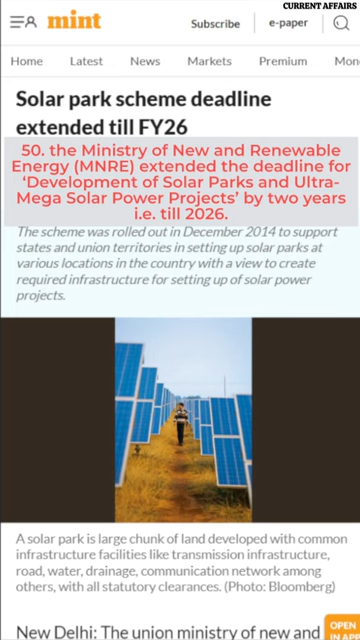 CURRENT AFFAIRS
mint
Subscribe
e-paper
Home Latest News Markets Premium Mon
Solar park scheme deadline
extended till FY26
50. the Ministry of New and Renewable
Energy (MNRE) extended the deadline for
‘Development of Solar Parks and Ultra-
Mega Solar Power Projects’ by two years
i.e. till 2026.
The scheme was rolled out in December 2014 to support
states and union territories in setting up solar parks at
various locations in the country with a view to create
required infrastructure for setting up of solar power
projects.
A solar park is large chunk of land developed with common
infrastructure facilities like transmission infrastructure,
road, water, drainage, communication network among
others, with all statutory clearances. (Photo: Bloomberg)
New Delhi: The union ministry of new and
OPEN
IN APP